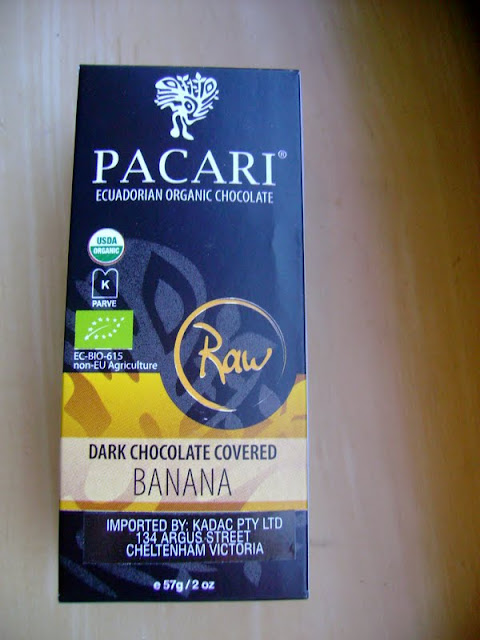 PACARI®
ECUADORIAN ORGANIC CHOCOLATE
USDA
ORGANIC
K
PARVE
EC-BIO-615
non-EU Agriculture
Raw
DARK CHOCOLATE COVERED
BANANA
IMPORTED BY: KADAC PTY LTD
134 ARGUS STREET
CHELTENHAM VICTORIA
e 57g / 2 oz